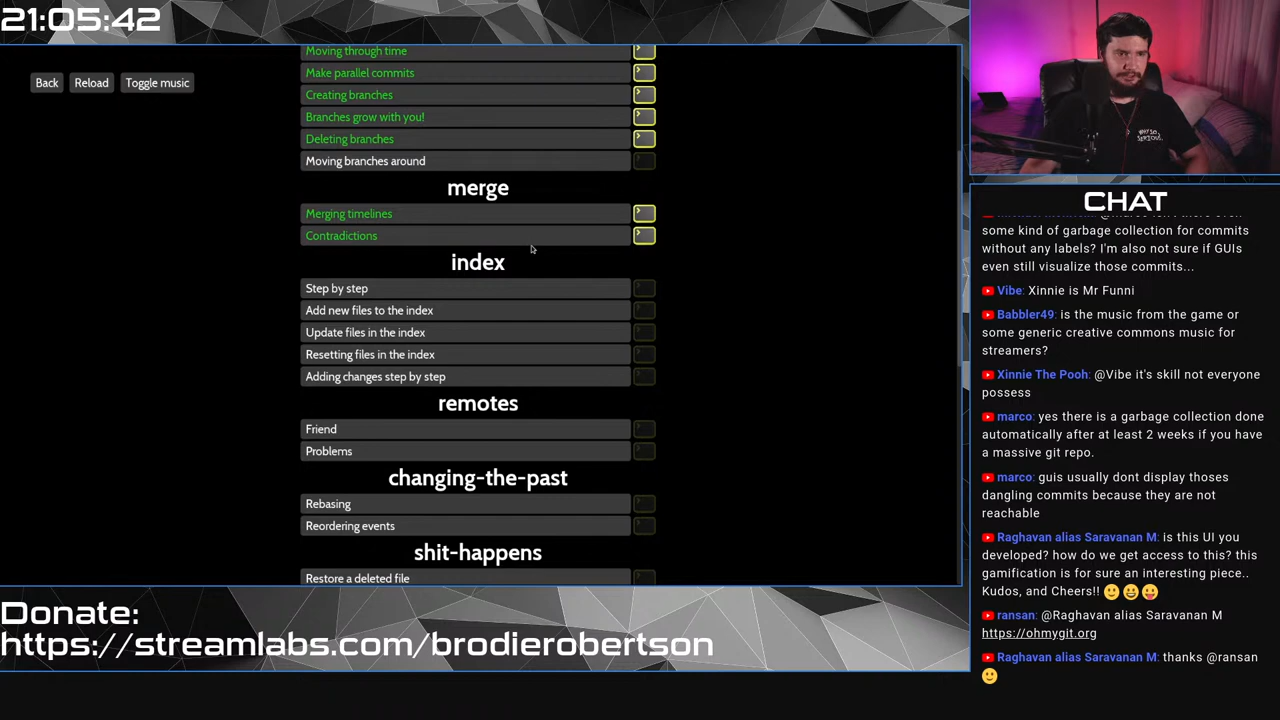 21:05:42
Back
Reload
Toggle music
Moving through time
Make parallel commits
Creating branches
Branches grow with you!
Deleting branches
Moving branches around
merge
Merging timelines
Contradictions
index
Step by step
Add new files to the index
Update files in the index
Resetting files in the index
Adding changes step by step
remotes
Friend
Problems
changing-the-past
Rebasing
Reordering events
shit-happens
Restore a deleted file
Donate:
https://streamlabs.com/brodierobertson
CHAT
some kind of garbage collection for commits
without any labels? I'm also not sure if GUIs
even still visualize those commits...
Vibe: Xinnie is Mr Funni
Babbler49: is the music from the game or
some generic creative commons music for
streamers?
Xinnie The Pooh: @Vibe it's skill not everyone
possess
marco: yes there is a garbage collection done
automatically after at least 2 weeks if you have
a massive git repo.
marco: guis usually dont display thoses
dangling commits because they are not
reachable
Raghavan alias Saravanan M: is this UI you
developed? how do we get access to this? this
gamification is for sure an interesting piece..
Kudos, and Cheers!! 🙂😄😛
ransan: @Raghavan alias Saravanan M
https://ohmygit.org
Raghavan alias Saravanan M: thanks @ransan
🙂